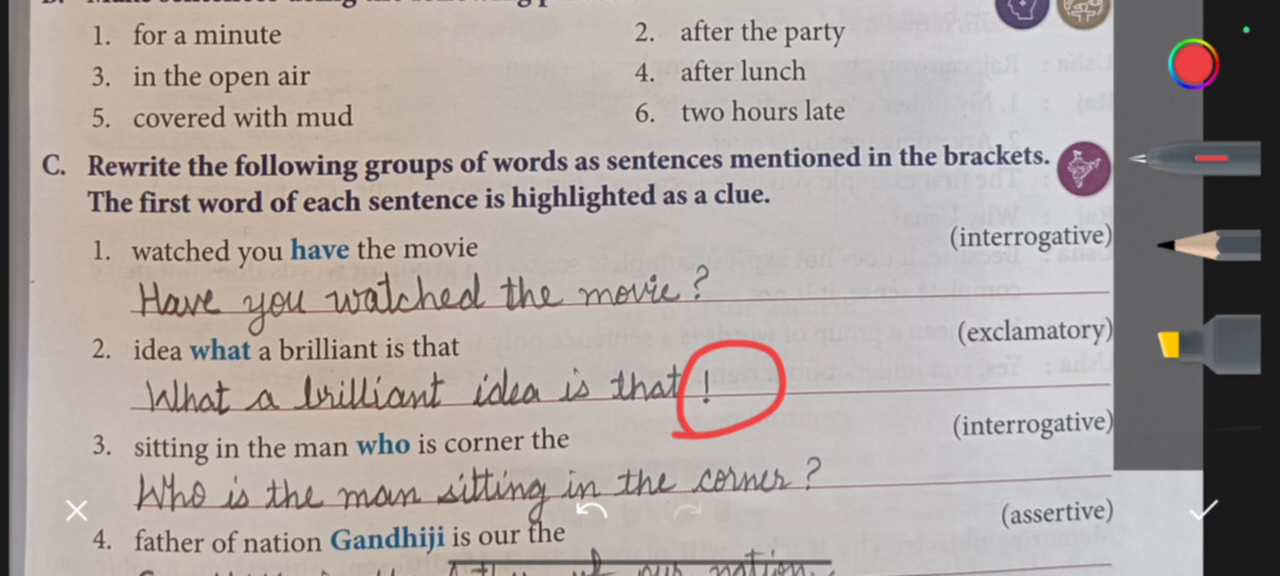 1. for a minute
2. after the party
3. in the open air
4. after lunch
5. covered with mud
6. two hours late
C. Rewrite the following groups of words as sentences mentioned in the brackets.
The first word of each sentence is highlighted as a clue.
1. watched you have the movie (interrogative)
Have you watched the movie?
2. idea what a brilliant is that (exclamatory)
What a brilliant idea is that!
3. sitting in the man who is corner the (interrogative)
Who is the man sitting in the corner?
4. father of nation Gandhiji is our the (assertive)
our nation.